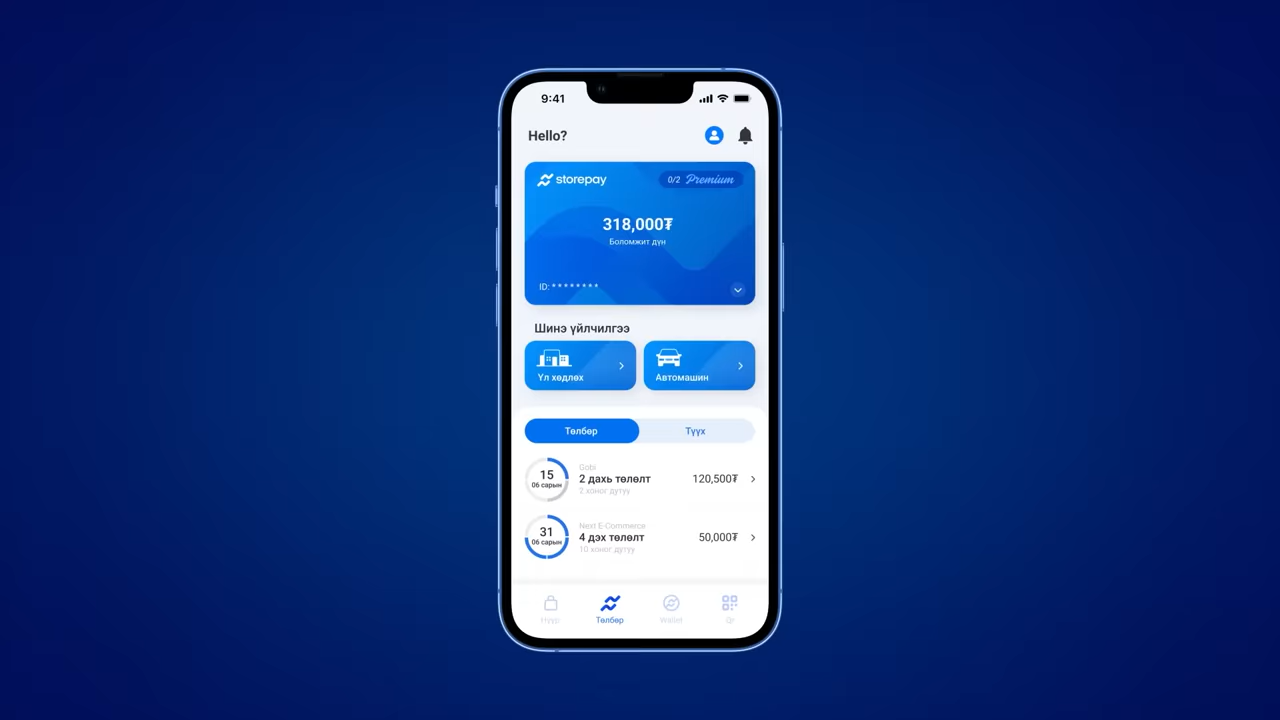 9:41
Hello?
storepay
0/2 Premium
318,000₮
Боломжит дүн
ID: ********
Шинэ үйлчилгээ
Үл хөдлөх
Автомашин
Төлбөр
Түүх
15
06 сарын
Gobi
2 дахь төлөлт
2 хоног дутуу
120,500₮
31
06 сарын
Next E-Commerce
4 дэх төлөлт
10 хоног дутуу
50,000₮
Нүүр
Төлбөр
Wallet
Qr